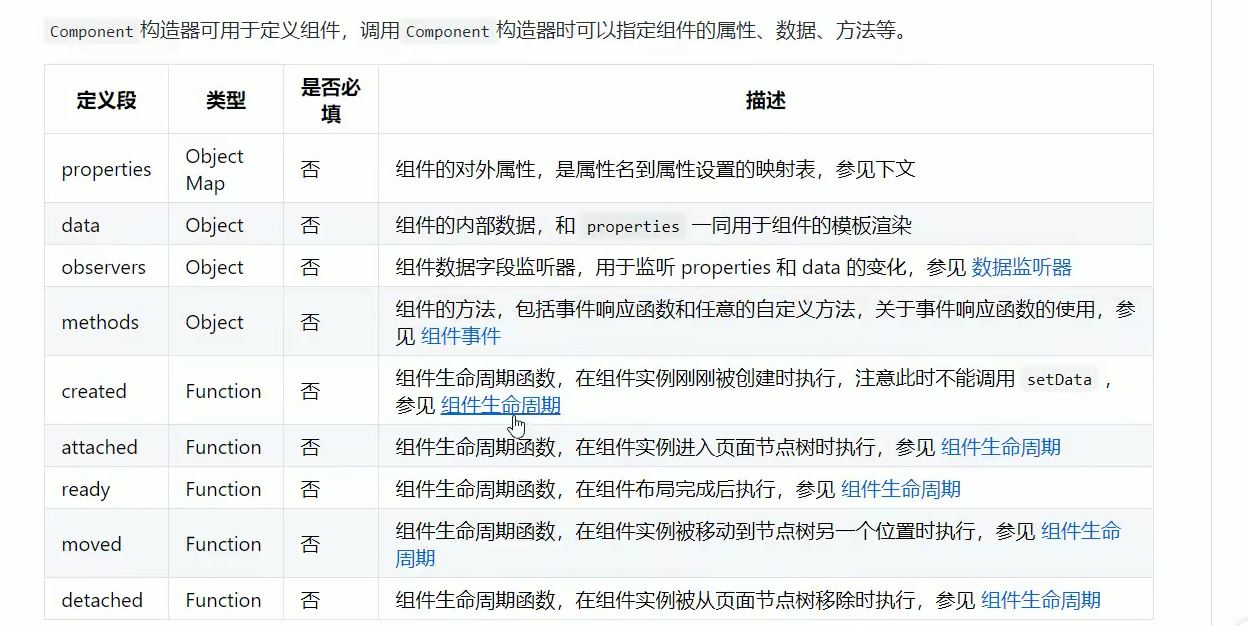 Component 构造器可用于定义组件，调用 Component 构造器时可以指定组件的属性、数据、方法等。
定义段 类型 是否必填 描述
properties Object Map 否 组件的对外属性，是属性名到属性设置的映射表，参见下文
data Object 否 组件的内部数据，和 properties 一同用于组件的模板渲染
observers Object 否 组件数据字段监听器，用于监听 properties 和 data 的变化，参见 数据监听器
methods Object 否 组件的方法，包括事件响应函数和任意的自定义方法，关于事件响应函数的使用，参
见 组件事件
created Function 否 组件生命周期函数，在组件实例刚刚被创建时执行，注意此时不能调用 setData ，
参见 组件生命周期
attached Function 否 组件生命周期函数，在组件实例进入页面节点树时执行，参见 组件生命周期
ready Function 否 组件生命周期函数，在组件布局完成后执行，参见 组件生命周期
moved Function 否 组件生命周期函数，在组件实例被移动到节点树另一个位置时执行，参见 组件生命
周期
detached Function 否 组件生命周期函数，在组件实例被从页面节点树移除时执行，参见 组件生命周期